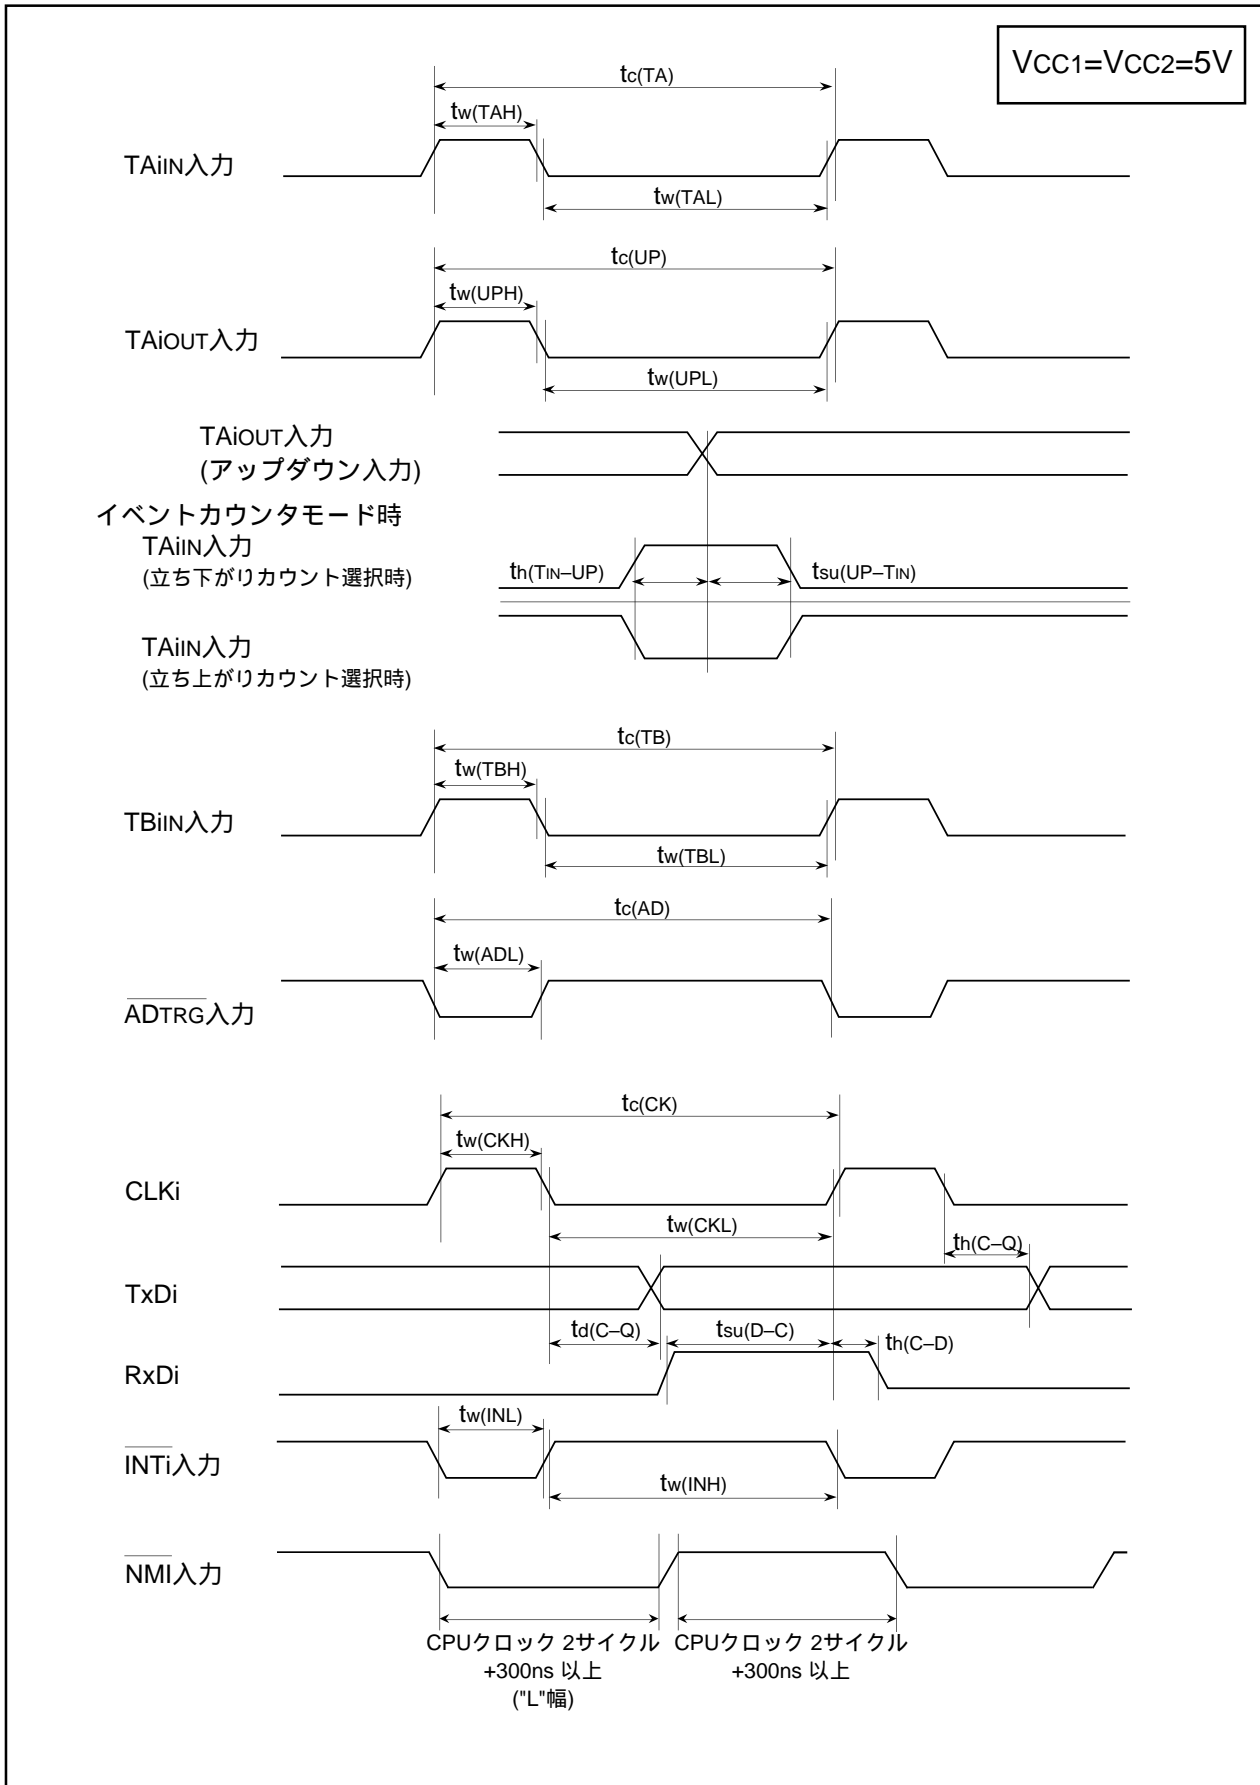 VCC1=VCC2=5V
tc(TA)
tw(TAH)
TAiIN入力
tw(TAL)
tc(UP)
tw(UPH)
TAiOUT入力
tw(UPL)
TAiOUT入力
(アップダウン入力)
イベントカウンタモード時
TAiIN入力
(立ち下がりカウント選択時)
th(TIN–UP)
tsu(UP–TIN)
TAiIN入力
(立ち上がりカウント選択時)
tc(TB)
tw(TBH)
TBiIN入力
tw(TBL)
tc(AD)
tw(ADL)
ADTRG入力
tc(CK)
tw(CKH)
CLKi
tw(CKL)
th(C–Q)
TxDi
td(C–Q)
tsu(D–C)
th(C–D)
RxDi
tw(INL)
INTi入力
tw(INH)
NMI入力
CPUクロック 2サイクル
+300ns 以上
("L"幅)
CPUクロック 2サイクル
+300ns 以上